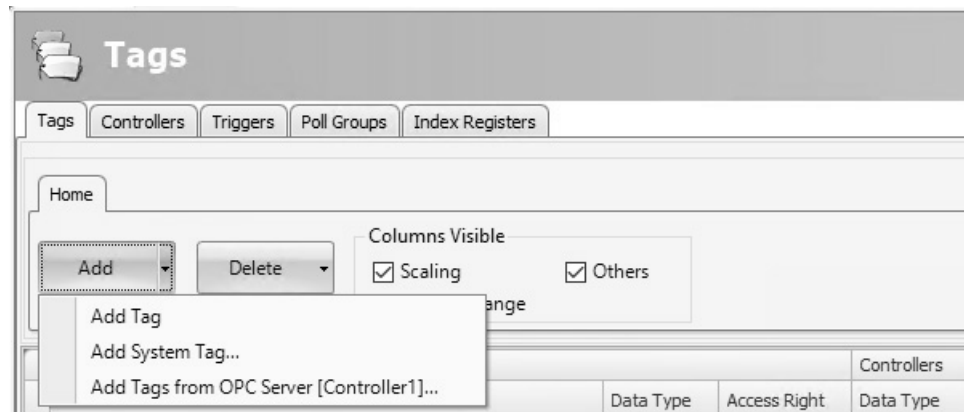 Tags
Tags Controllers Triggers Poll Groups Index Registers
Home
Columns Visible
Add Delete Scaling Others
Add Tag
Add System Tag...
Add Tags from OPC Server [Controller1]...
Controllers
Data Type Access Right Data Type